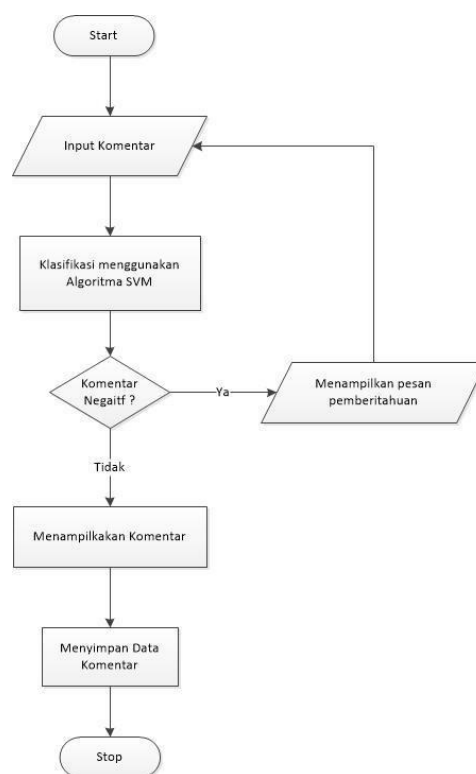 Start
Input Komentar
Klasifikasi menggunakan
Algoritma SVM
Komentar
Negaitf ?
Ya
Menampilkan pesan
pemberitahuan
Tidak
Menampilkakan Komentar
Menyimpan Data
Komentar
Stop